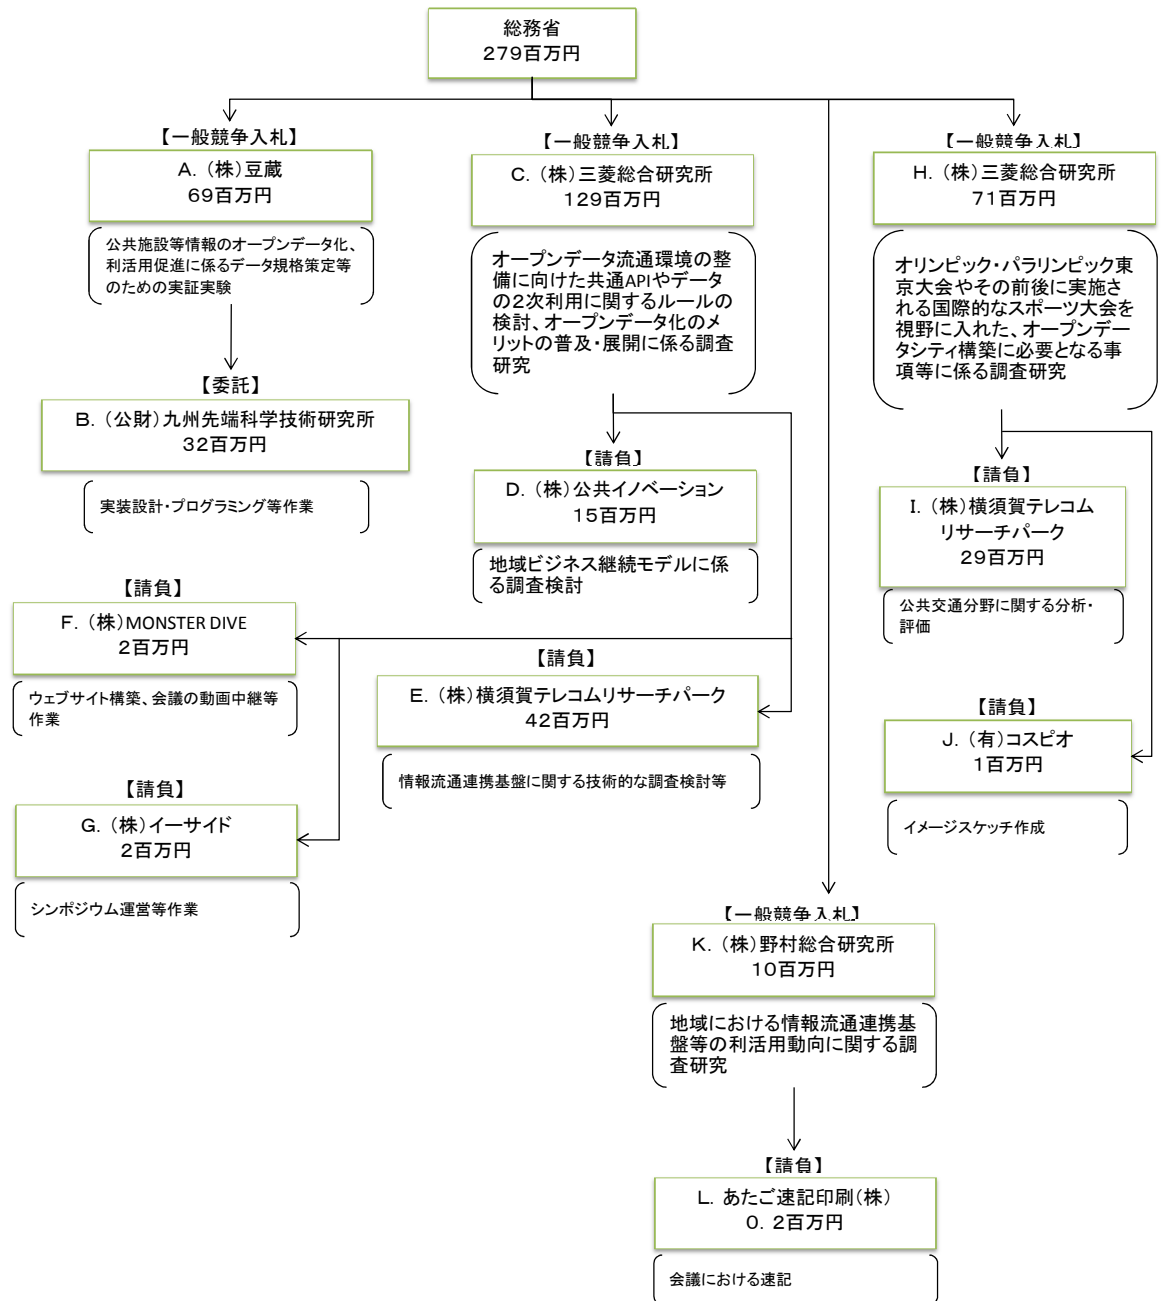 総務省
279百万円
【一般競争入札】
A．（株）豆蔵
69百万円
公共施設等情報のオープンデータ化、
利活用促進に係るデータ規格策定等
のための実証実験
【委託】
B．（公財）九州先端科学技術研究所
32百万円
実装設計・プログラミング等作業
【一般競争入札】
C．（株）三菱総合研究所
129百万円
オープンデータ流通環境の整
備に向けた共通APIやデータ
の２次利用に関するルールの
検討、オープンデータ化のメ
リットの普及・展開に係る調査
研究
【請負】
D．（株）公共イノベーション
15百万円
地域ビジネス継続モデルに係
る調査検討
【請負】
E．（株）横須賀テレコムリサーチパーク
42百万円
情報流通連携基盤に関する技術的な調査検討等
【請負】
F．（株）MONSTER DIVE
2百万円
ウェブサイト構築、会議の動画中継等
作業
【請負】
G．（株）イーサイド
2百万円
シンポジウム運営等作業
【一般競争入札】
H．（株）三菱総合研究所
71百万円
オリンピック・パラリンピック東
京大会やその前後に実施さ
れる国際的なスポーツ大会を
視野に入れた、オープンデー
タシティ構築に必要となる事
項等に係る調査研究
【請負】
I．（株）横須賀テレコム
リサーチパーク
29百万円
公共交通分野に関する分析・
評価
【請負】
J．（有）コスピオ
1百万円
イメージスケッチ作成
【一般競争入札】
K．（株）野村総合研究所
10百万円
地域における情報流通連携基
盤等の利活用動向に関する調
査研究
【請負】
L．あたご速記印刷（株）
0．2百万円
会議における速記